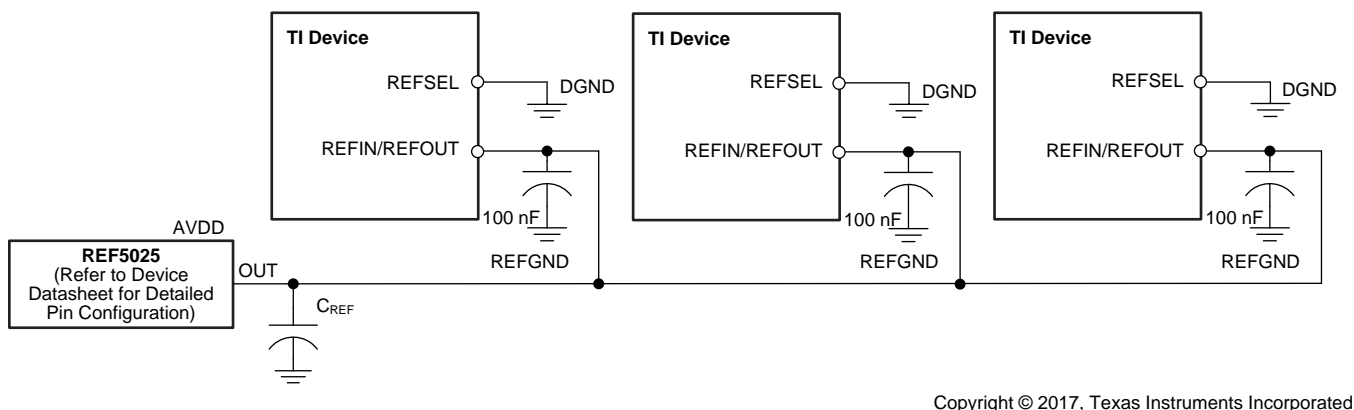 TI Device
REFSEL
DGND
REFIN/REFOUT
100 nF
REFGND
TI Device
REFSEL
DGND
REFIN/REFOUT
100 nF
REFGND
TI Device
REFSEL
DGND
REFIN/REFOUT
100 nF
REFGND
AVDD
REF5025
(Refer to Device
Datasheet for Detailed
Pin Configuration)
OUT
CREF
Copyright © 2017, Texas Instruments Incorporated